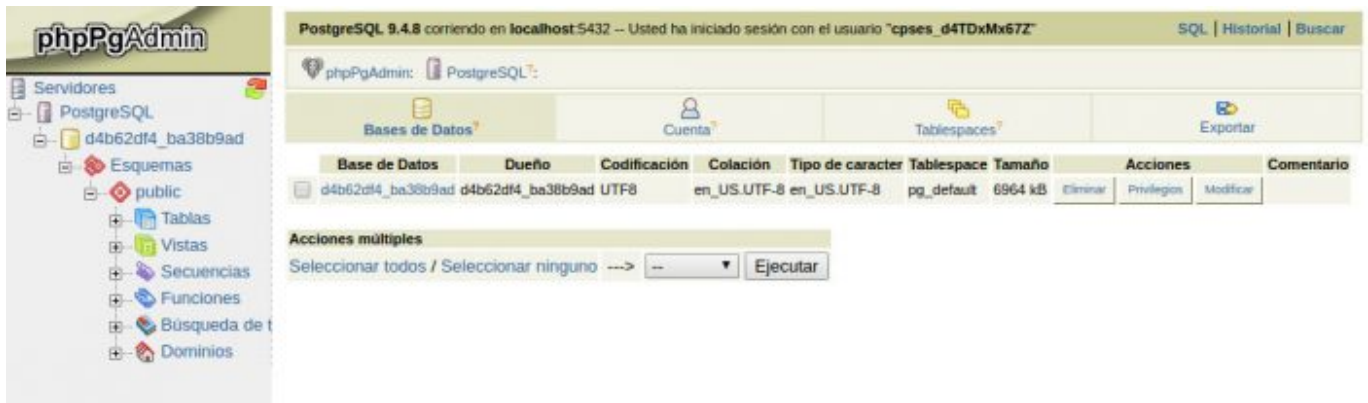 phpPgAdmin
Servidores
PostgreSQL
d4b62df4_ba38b9ad
Esquemas
public
Tablas
Vistas
Secuencias
Funciones
Búsqueda de t
Dominios
PostgreSQL 9.4.8 corriendo en localhost:5432 -- Usted ha iniciado sesión con el usuario "cpses_d4TDxMx67Z" SQL | Historial | Buscar
phpPgAdmin: PostgreSQL?:
Bases de Datos? Cuenta? Tablespaces? Exportar
Base de Datos Dueño Codificación Colación Tipo de caracter Tablespace Tamaño Acciones Comentario
d4b62df4_ba38b9ad d4b62df4_ba38b9ad UTF8 en_US.UTF-8 en_US.UTF-8 pg_default 6964 kB Eliminar Privilegios Modificar
Acciones múltiples
Seleccionar todos / Seleccionar ninguno ---> -- Ejecutar